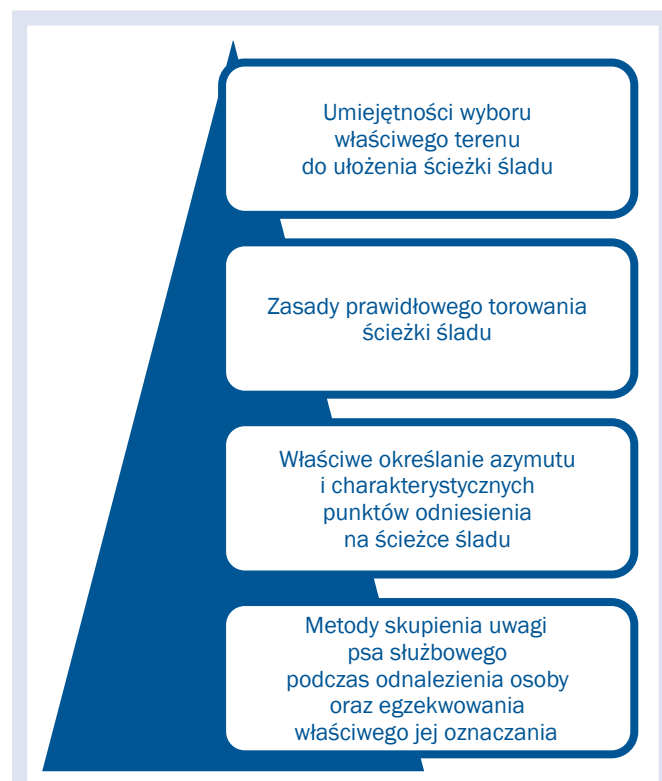 Umiejętności wyboru
właściwego terenu
do ułożenia ścieżki śladu
Zasady prawidłowego torowania
ścieżki śladu
Właściwe określanie azymutu
i charakterystycznych
punktów odniesienia
na ścieżce śladu
Metody skupienia uwagi
psa służbowego
podczas odnalezienia osoby
oraz egzekwowania
właściwego jej oznaczania